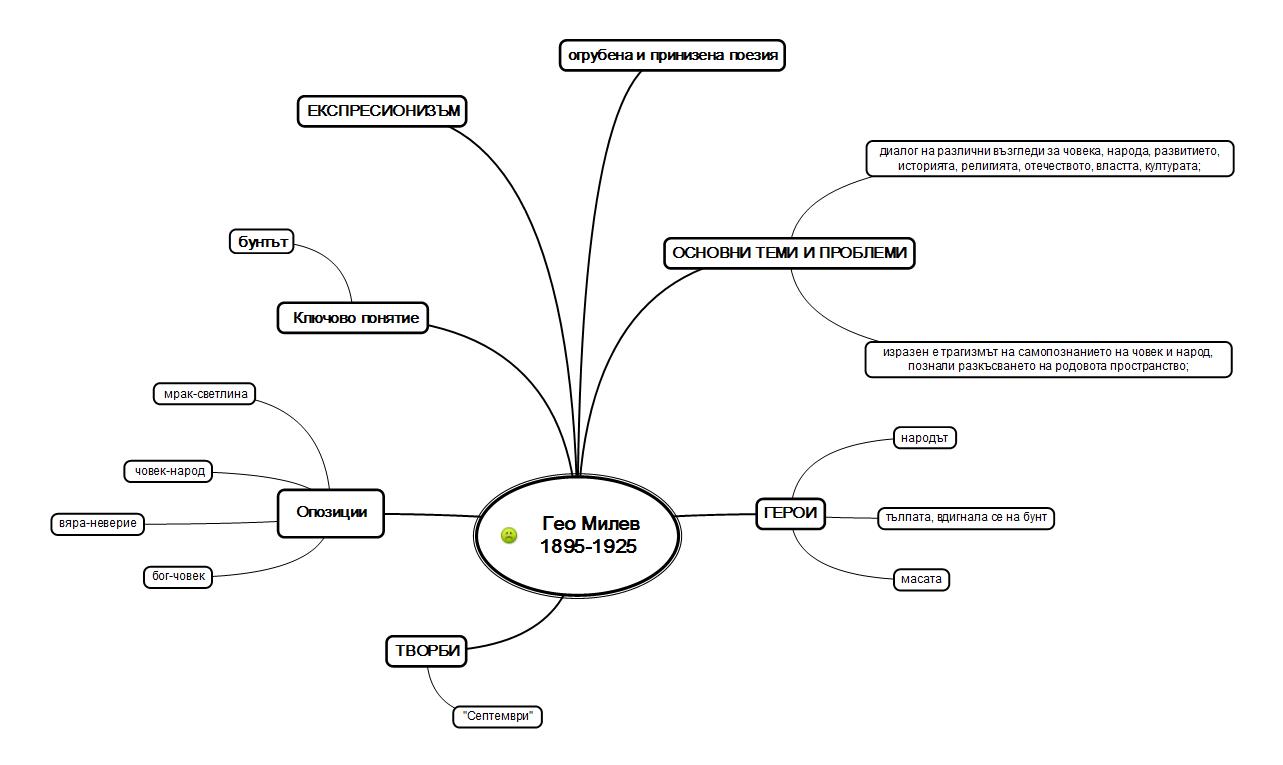 огрубена и принизена поезия
ЕКСПРЕСИОНИЗЪМ
диалог на различни възгледи за човека, народа, развитието,
историята, религията, отечеството, властта, културата;
бунтът
ОСНОВНИ ТЕМИ И ПРОБЛЕМИ
Ключово понятие
изразен е трагизмът на самопознанието на човек и народ,
познали разкъсването на родовота пространство;
мрак-светлина
народът
човек-народ
Опозиции
ГЕРОИ
тълпата, вдигнала се на бунт
вяра-неверие
Гео Милев
1895-1925
бог-човек
масата
ТВОРБИ
"Септември"